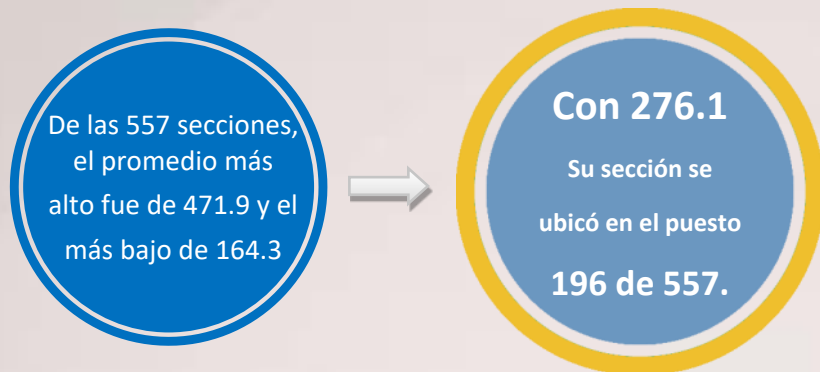 De las 557 secciones,
el promedio más
alto fue de 471.9 y el
más bajo de 164.3
Con 276.1
Su sección se
ubicó en el puesto
196 de 557.